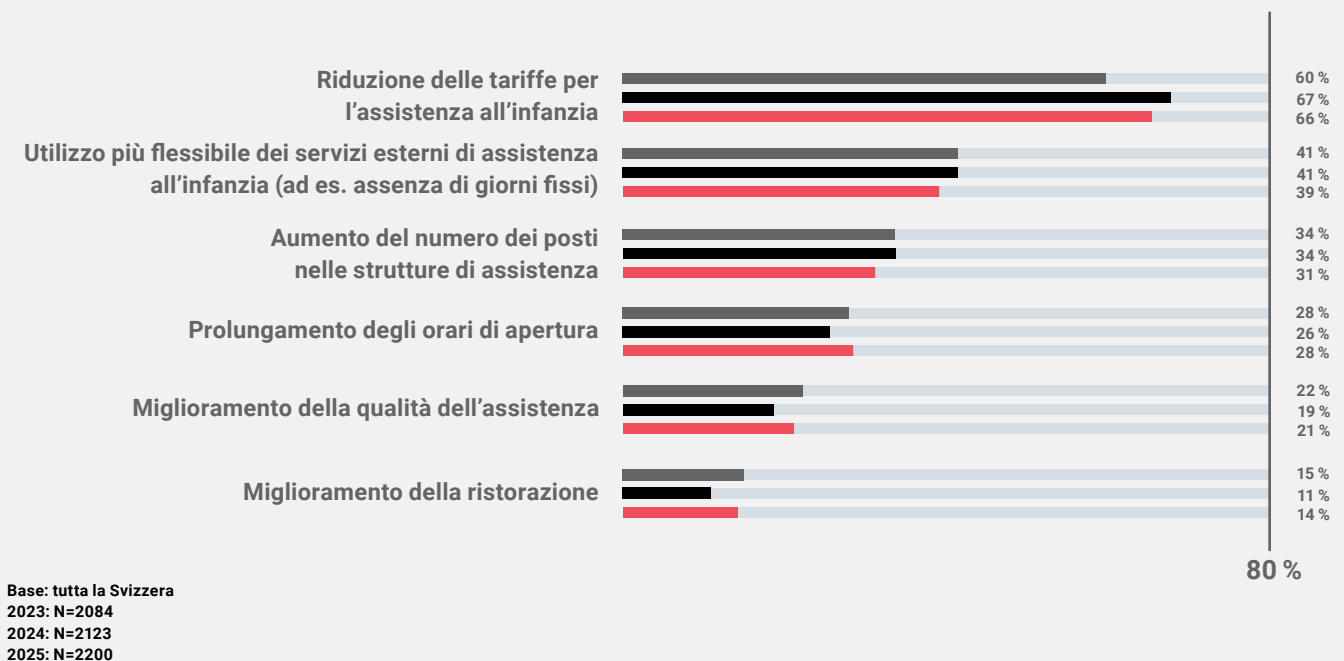 Riduzione delle tariffe per
l’assistenza all’infanzia
60 %
67 %
66 %
Utilizzo più flessibile dei servizi esterni di assistenza
all’infanzia (ad es. assenza di giorni fissi)
41 %
41 %
39 %
Aumento del numero dei posti
nelle strutture di assistenza
34 %
34 %
31 %
Prolungamento degli orari di apertura
28 %
26 %
28 %
Miglioramento della qualità dell’assistenza
22 %
19 %
21 %
Miglioramento della ristorazione
15 %
11 %
14 %
80 %
Base: tutta la Svizzera
2023: N=2084
2024: N=2123
2025: N=2200